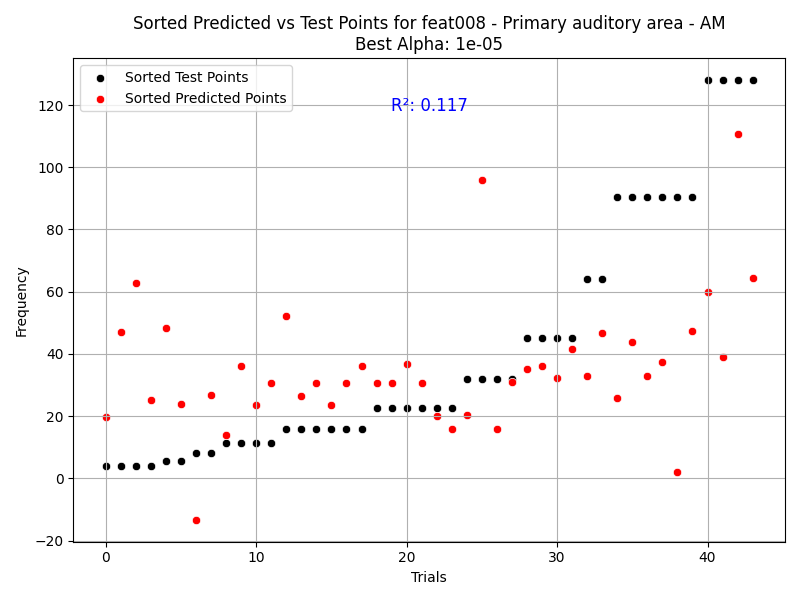 Sorted Predicted vs Test Points for feat008 - Primary auditory area - AM
Best Alpha: 1e-05
Sorted Test Points
Sorted Predicted Points
R²: 0.117
Frequency
120
100
80
60
40
20
0
−20
0
10
20
30
40
Trials